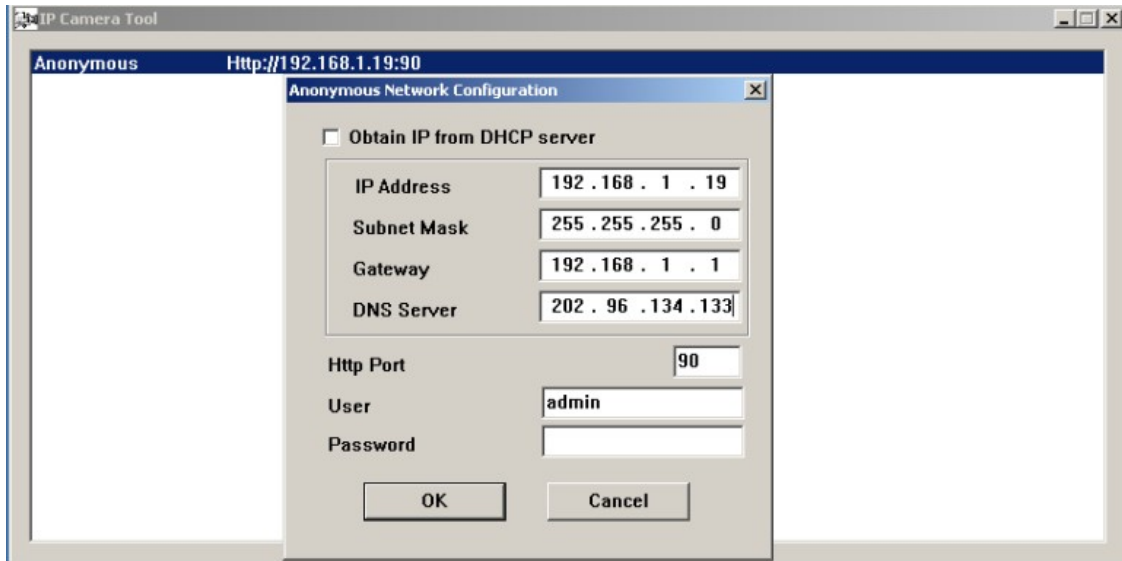 IP Camera Tool
Anonymous Http://192.168.1.19:90
Anonymous Network Configuration
Obtain IP from DHCP server
IP Address 192 .168 . 1 . 19
Subnet Mask 255 .255 .255 . 0
Gateway 192 .168 . 1 . 1
DNS Server 202 . 96 .134 .133
Http Port 90
User admin
Password
OK Cancel